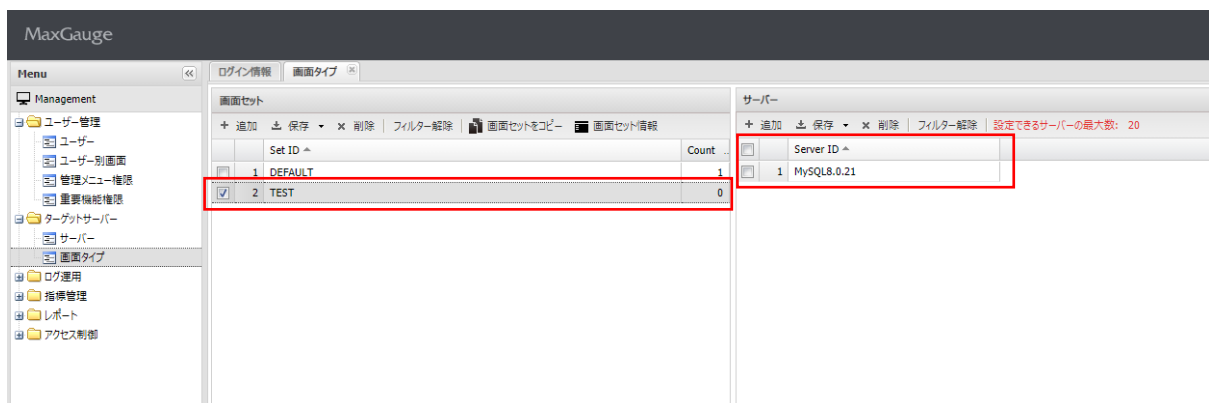 MaxGauge
Menu
Management
ユーザー管理
ユーザー
ユーザー別画面
管理メニュー権限
重要機能権限
ターゲットサーバー
サーバー
画面タイプ
ログ運用
指標管理
レポート
アクセス制御
ログイン情報 画面タイプ
画面セット
+ 追加 保存 × 削除 フィルター解除 画面セットをコピー 画面セット情報
Set ID Count ..
1 DEFAULT 1
2 TEST 0
サーバー
+ 追加 保存 × 削除 フィルター解除 設定できるサーバーの最大数: 20
Server ID
1 MySQL8.0.21